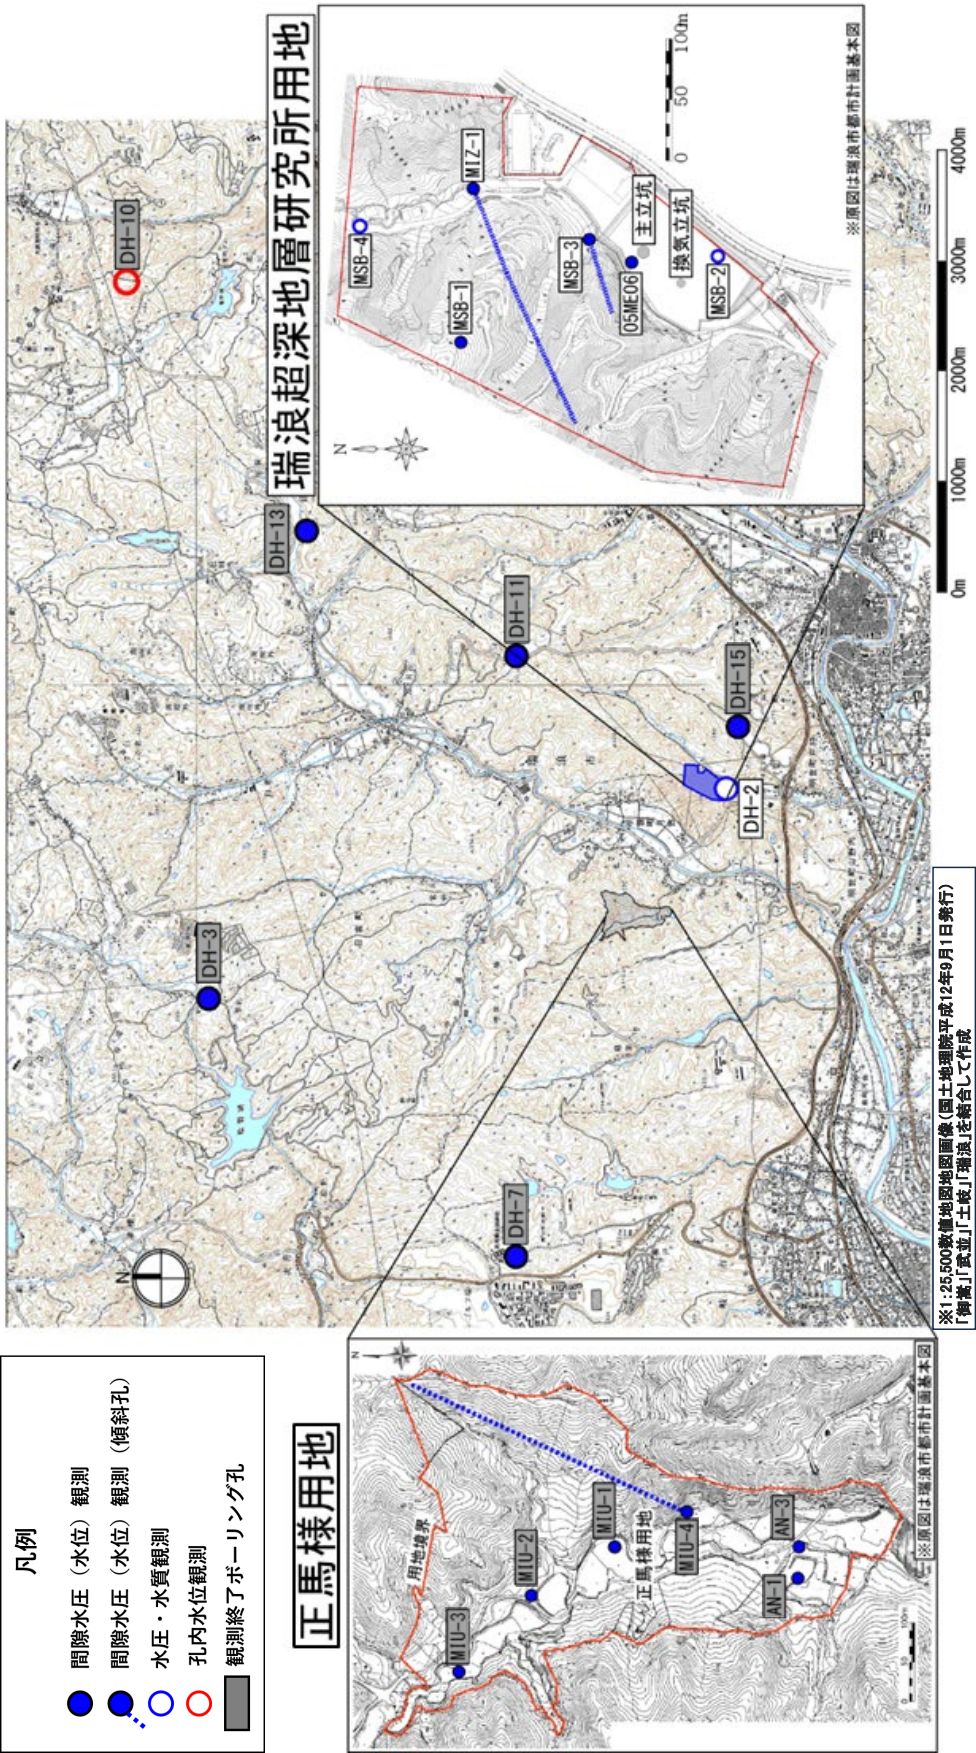 凡例
間隙水圧（水位）観測
間隙水圧（水位）観測（傾斜孔）
水圧・水質観測
孔内水位観測
観測終了ボーリング孔
N
DH-3
DH-7
DH-10
DH-13
DH-11
DH-15
DH-2
瑞浪市
0m
1000m
2000m
3000m
4000m
※1:25,500数値地図地図画像(国土地理院平成12年9月1日発行)
「御嵩」「武並」「土岐」「瑞浪」を結合して作成
正馬様用地
N
用地境界
MIU-3
MIU-2
MIU-1
正馬様用地
MIU-4
AN-1
AN-3
0
50
100m
※原図は瑞浪市都市計画基本図
瑞浪超深地層研究所用地
N
MSB-4
MIZ-1
MSB-1
MSB-3
05ME06
主立坑
換気立坑
MSB-2
0
50
100m
※原図は瑞浪市都市計画基本図